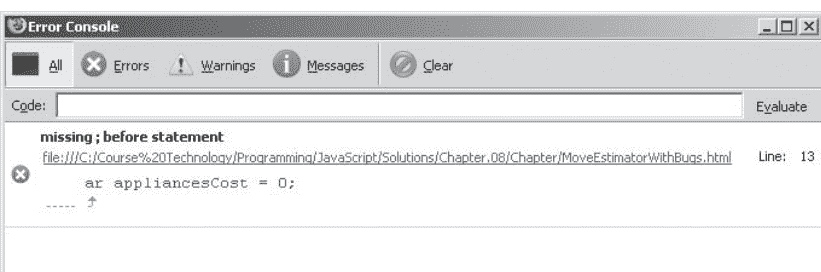 Error Console
All Errors Warnings Messages Clear
Code: Evaluate
missing ; before statement
file:///C:/Course%20Technology/Programming/JavaScript/Solutions/Chapter.08/Chapter/MoveEstimatorWithBugs.html Line: 13
ar appliancesCost = 0;